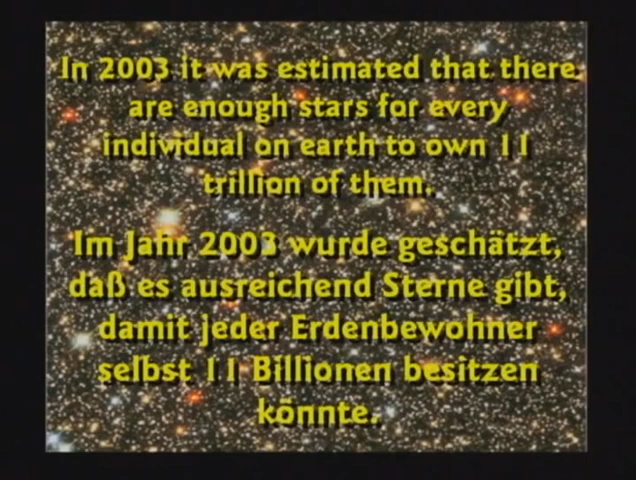 In 2003 it was estimated that there
are enough stars for every
individual on earth to own 11
trillion of them.
Im Jahr 2003 wurde geschätzt,
daß es ausreichend Sterne gibt,
damit jeder Erdenbewohner
selbst 11 Billionen besitzen
könnte.